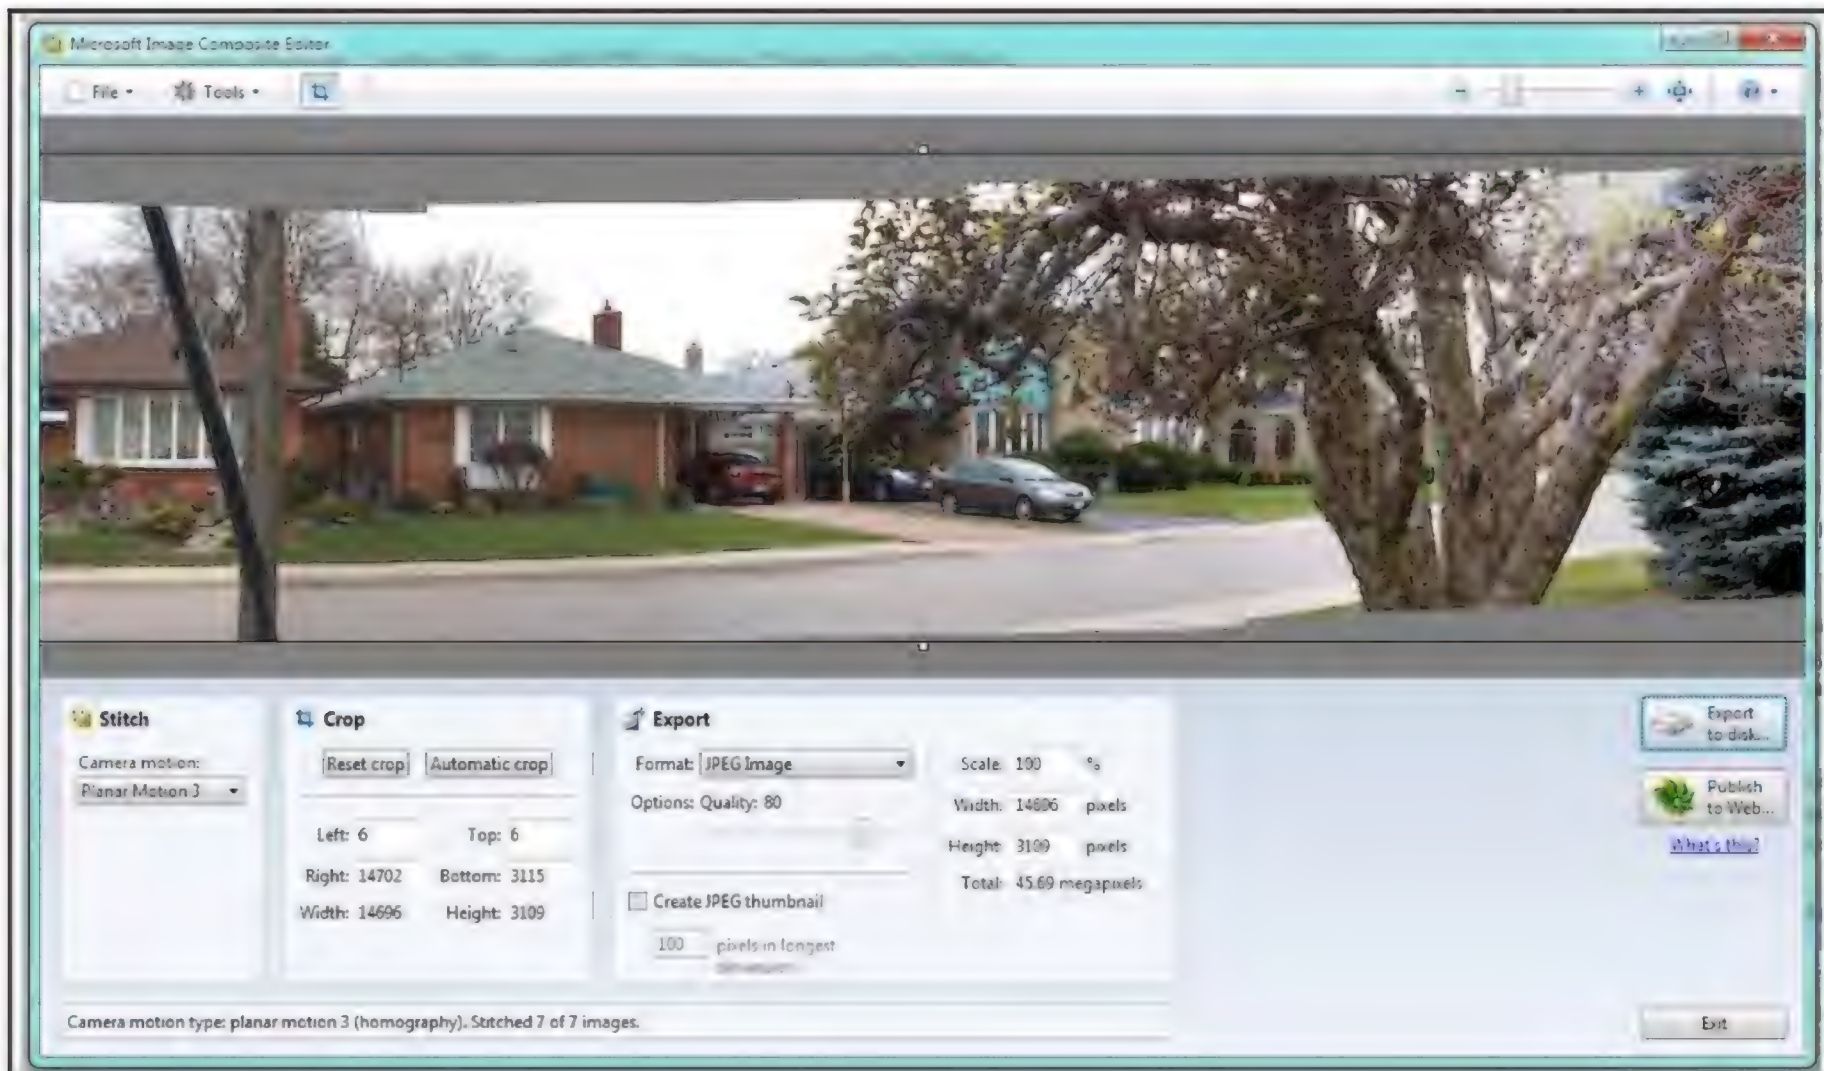 Microsoft Image Composite Editor
File Tools
Stitch
Camera motion:
Planar Motion 3
Crop
Reset crop Automatic crop
Left: 6 Top: 6
Right: 14702 Bottom: 3115
Width: 14696 Height: 3109
Export
Format: JPEG Image
Options: Quality: 80
Create JPEG thumbnail
100 pixels in longest
Scale: 100 %
Width: 14696 pixels
Height: 3109 pixels
Total: 45.69 megapixels
Export
to disk...
Publish
to Web...
What's this?
Camera motion type: planar motion 3 (homography). Stitched 7 of 7 images.
Exit